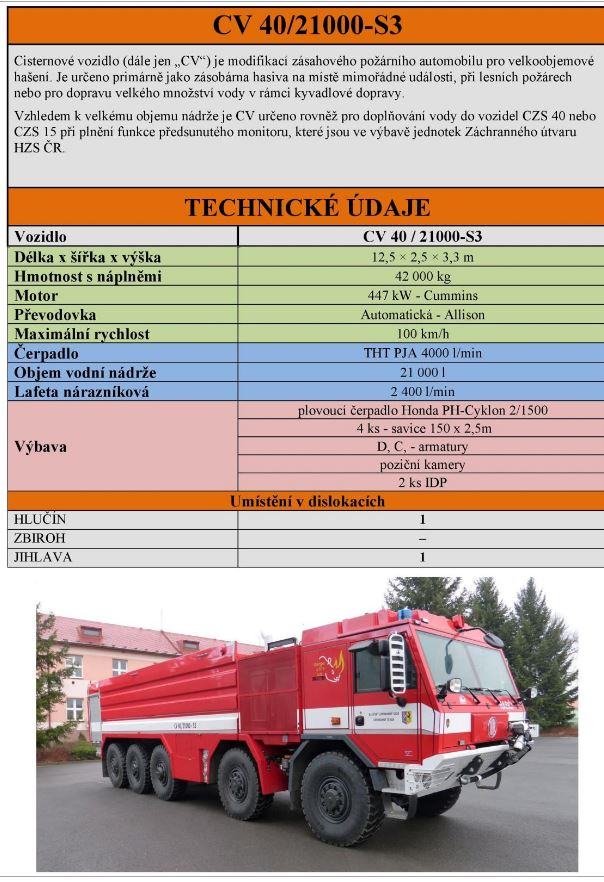 CV 40/21000-S3
Cisternové vozidlo (dále jen „CV“) je modifikací zásahového požárního automobilu pro velkoobjemové
hašení. Je určeno primárně jako zásobárna hasiva na místě mimořádné události, při lesních požárech
nebo pro dopravu velkého množství vody v rámci kyvadlové dopravy.
Vzhledem k velkému objemu nádrže je CV určeno rovněž pro doplňování vody do vozidel CZS 40 nebo
CZS 15 při plnění funkce předsunutého monitoru, které jsou ve výbavě jednotek Záchranného útvaru
HZS ČR.
TECHNICKÉ ÚDAJE
Vozidlo CV 40 / 21000-S3
Délka x šířka x výška 12,5 × 2,5 × 3,3 m
Hmotnost s náplněmi 42 000 kg
Motor 447 kW - Cummins
Převodovka Automatická - Allison
Maximální rychlost 100 km/h
Čerpadlo THT PJA 4000 l/min
Objem vodní nádrže 21 000 l
Lafeta nárazníková 2 400 l/min
Výbava
plovoucí čerpadlo Honda PH-Cyklon 2/1500
4 ks - savice 150 x 2,5m
D, C, - armatury
poziční kamery
2 ks IDP
Umístění v dislokacích
HLUČÍN 1
ZBIROH –
JIHLAVA 1
CV 40/21000 - S3